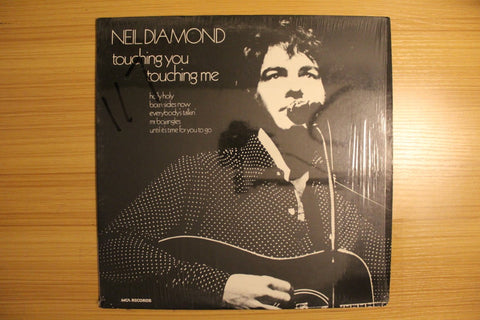 NEIL DIAMOND
touching you
touching me
holly holy
both sides now
everybody's talkin'
mr. bojangles
until it's time for you to go
MCA RECORDS